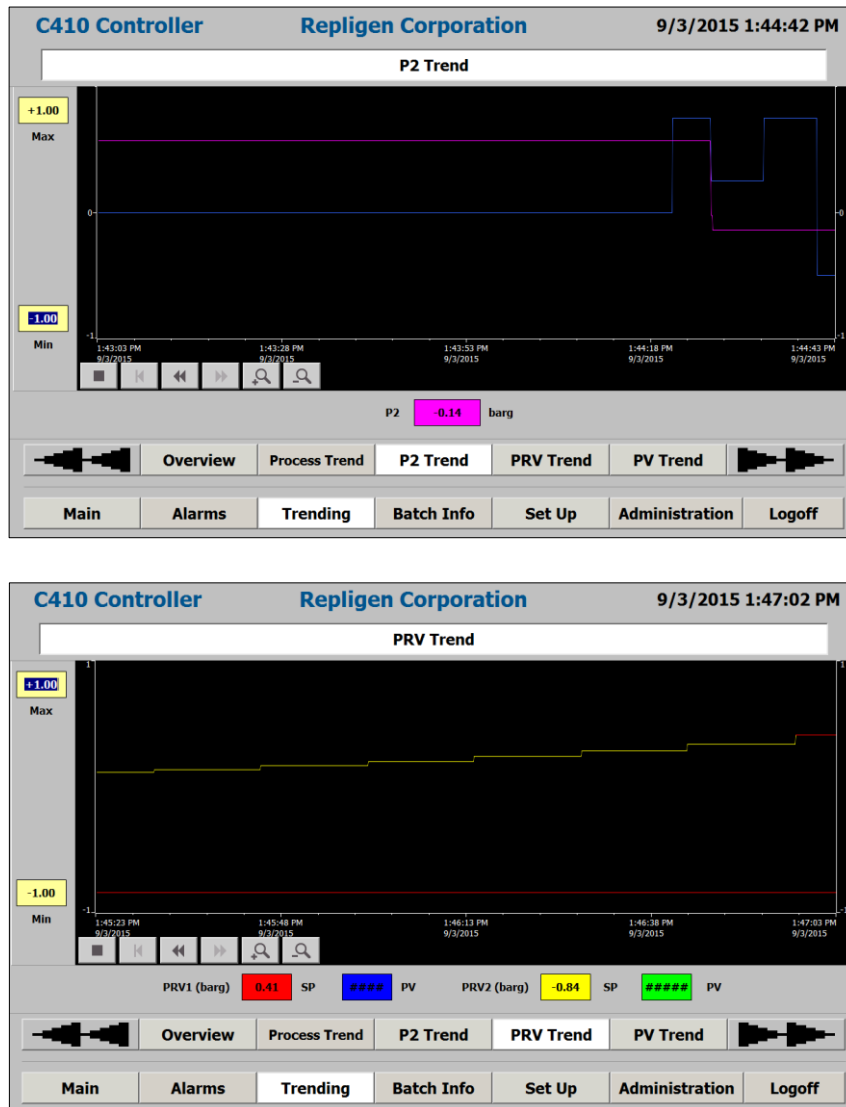 C410 Controller Repligen Corporation 9/3/2015 1:44:42 PM
P2 Trend
+1.00
Max
0 0
-1.00
Min
-1 -1
1:43:03 PM 1:43:28 PM 1:43:53 PM 1:44:18 PM 1:44:43 PM
9/3/2015 9/3/2015 9/3/2015 9/3/2015 9/3/2015
P2 -0.14 barg
Overview Process Trend P2 Trend PRV Trend PV Trend
Main Alarms Trending Batch Info Set Up Administration Logoff
C410 Controller Repligen Corporation 9/3/2015 1:47:02 PM
PRV Trend
1 1
+1.00
Max
-1.00
Min
-1 -1
1:45:23 PM 1:45:48 PM 1:46:13 PM 1:46:38 PM 1:47:03 PM
9/3/2015 9/3/2015 9/3/2015 9/3/2015 9/3/2015
PRV1 (barg) 0.41 SP #### PV PRV2 (barg) -0.84 SP ##### PV
Overview Process Trend P2 Trend PRV Trend PV Trend
Main Alarms Trending Batch Info Set Up Administration Logoff